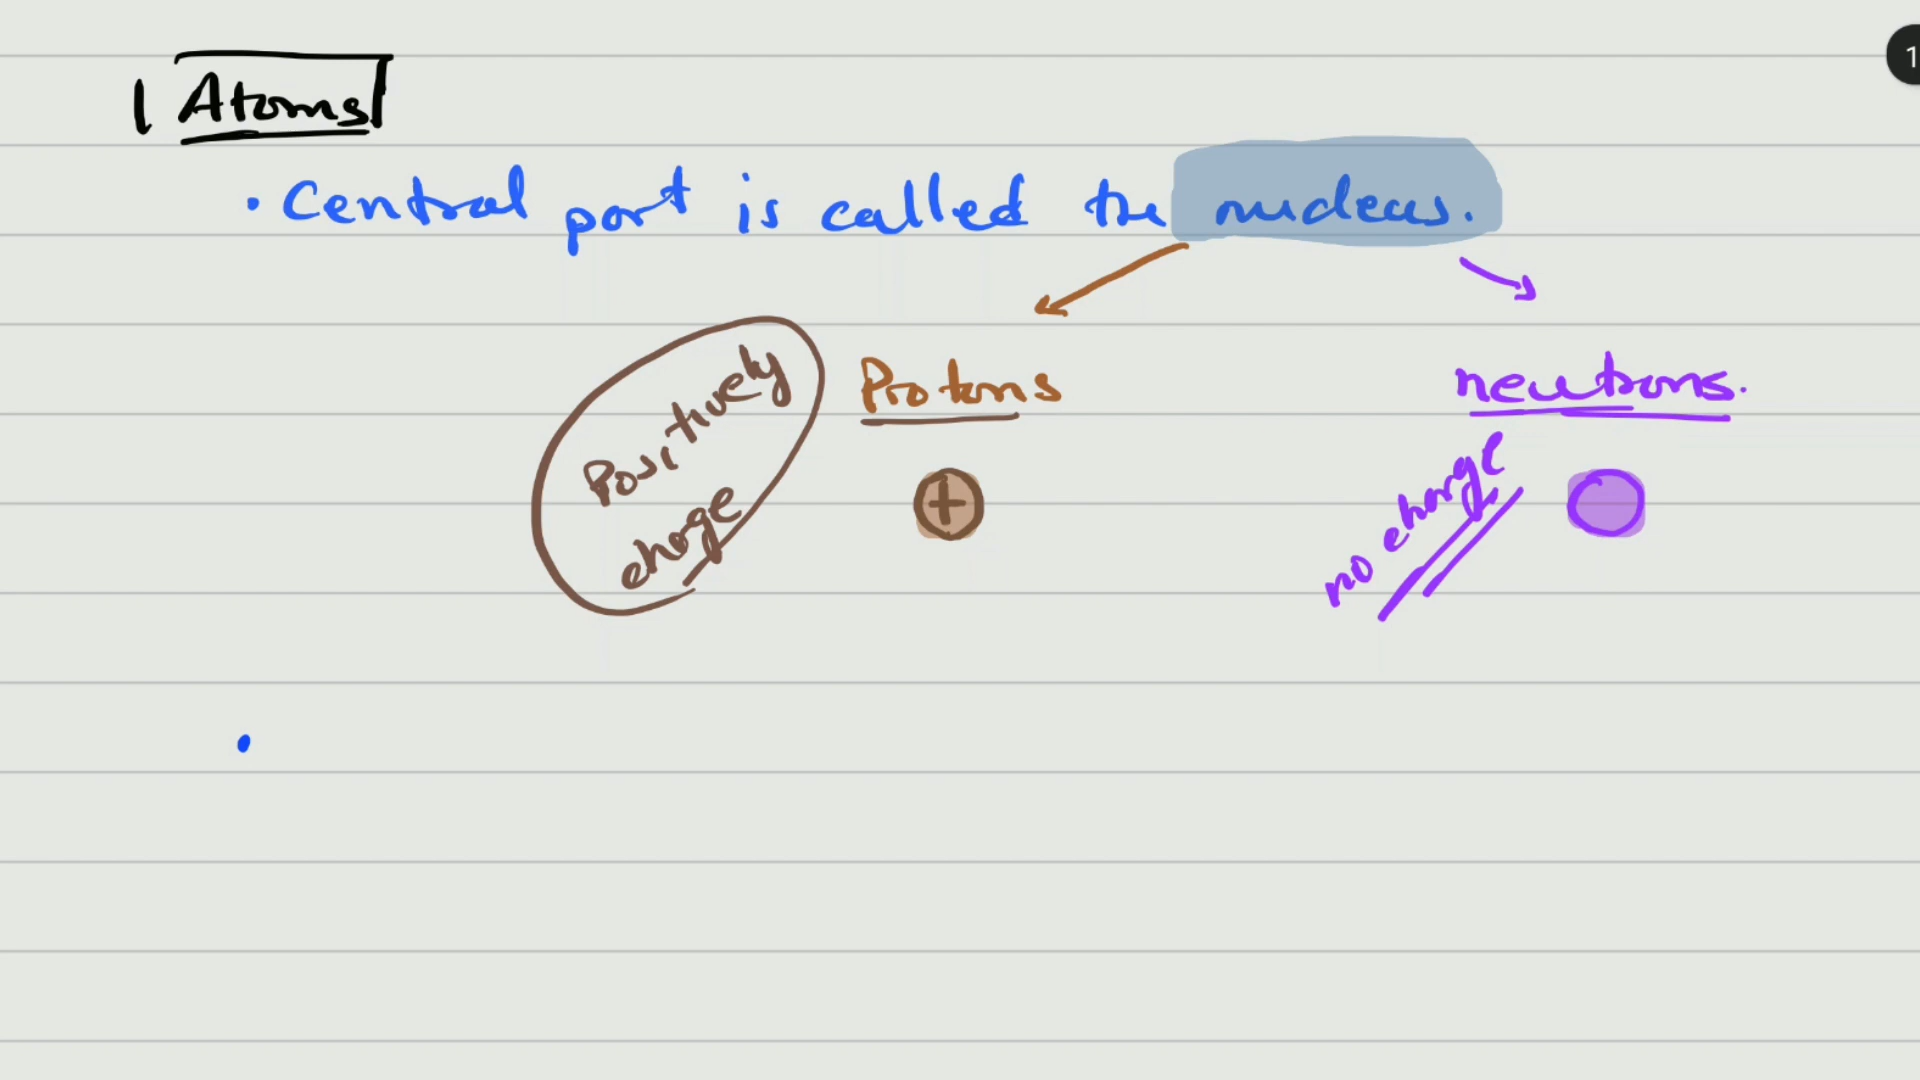 Atoms
• Central part is called the nucleus.
Protons
neutrons.
Positively
charge
+
no charge
•
1